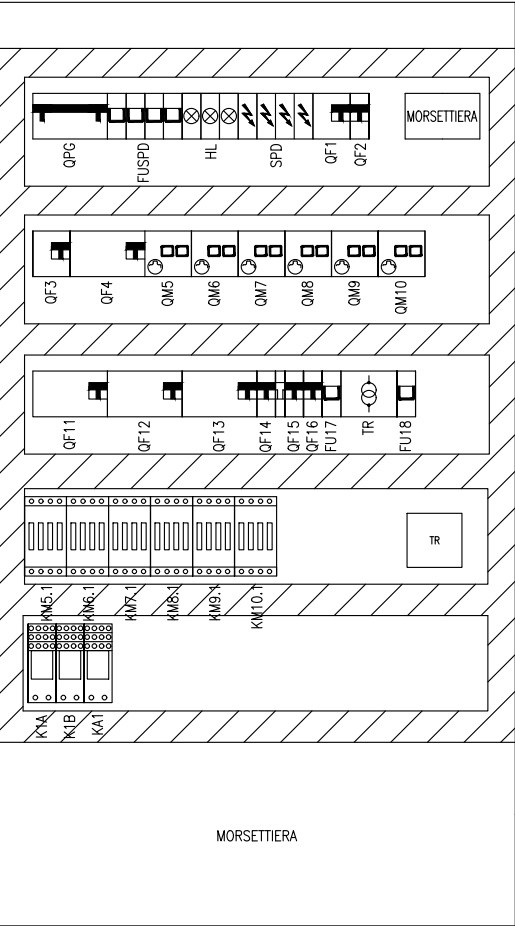 QPG
FUSPD
HL
SPD
QF1
QF2
MORSETTIERA
QF3
QF4
QM5
QM6
QM7
QM8
QM9
QM10
QF11
QF12
QF13
QF14
QF15
QF16
FU17
TR
FU18
TR
KM5.1
KM6.1
KM7.1
KM8.1
KM9.1
KM10.1
K1A
K1B
KA1
MORSETTIERA